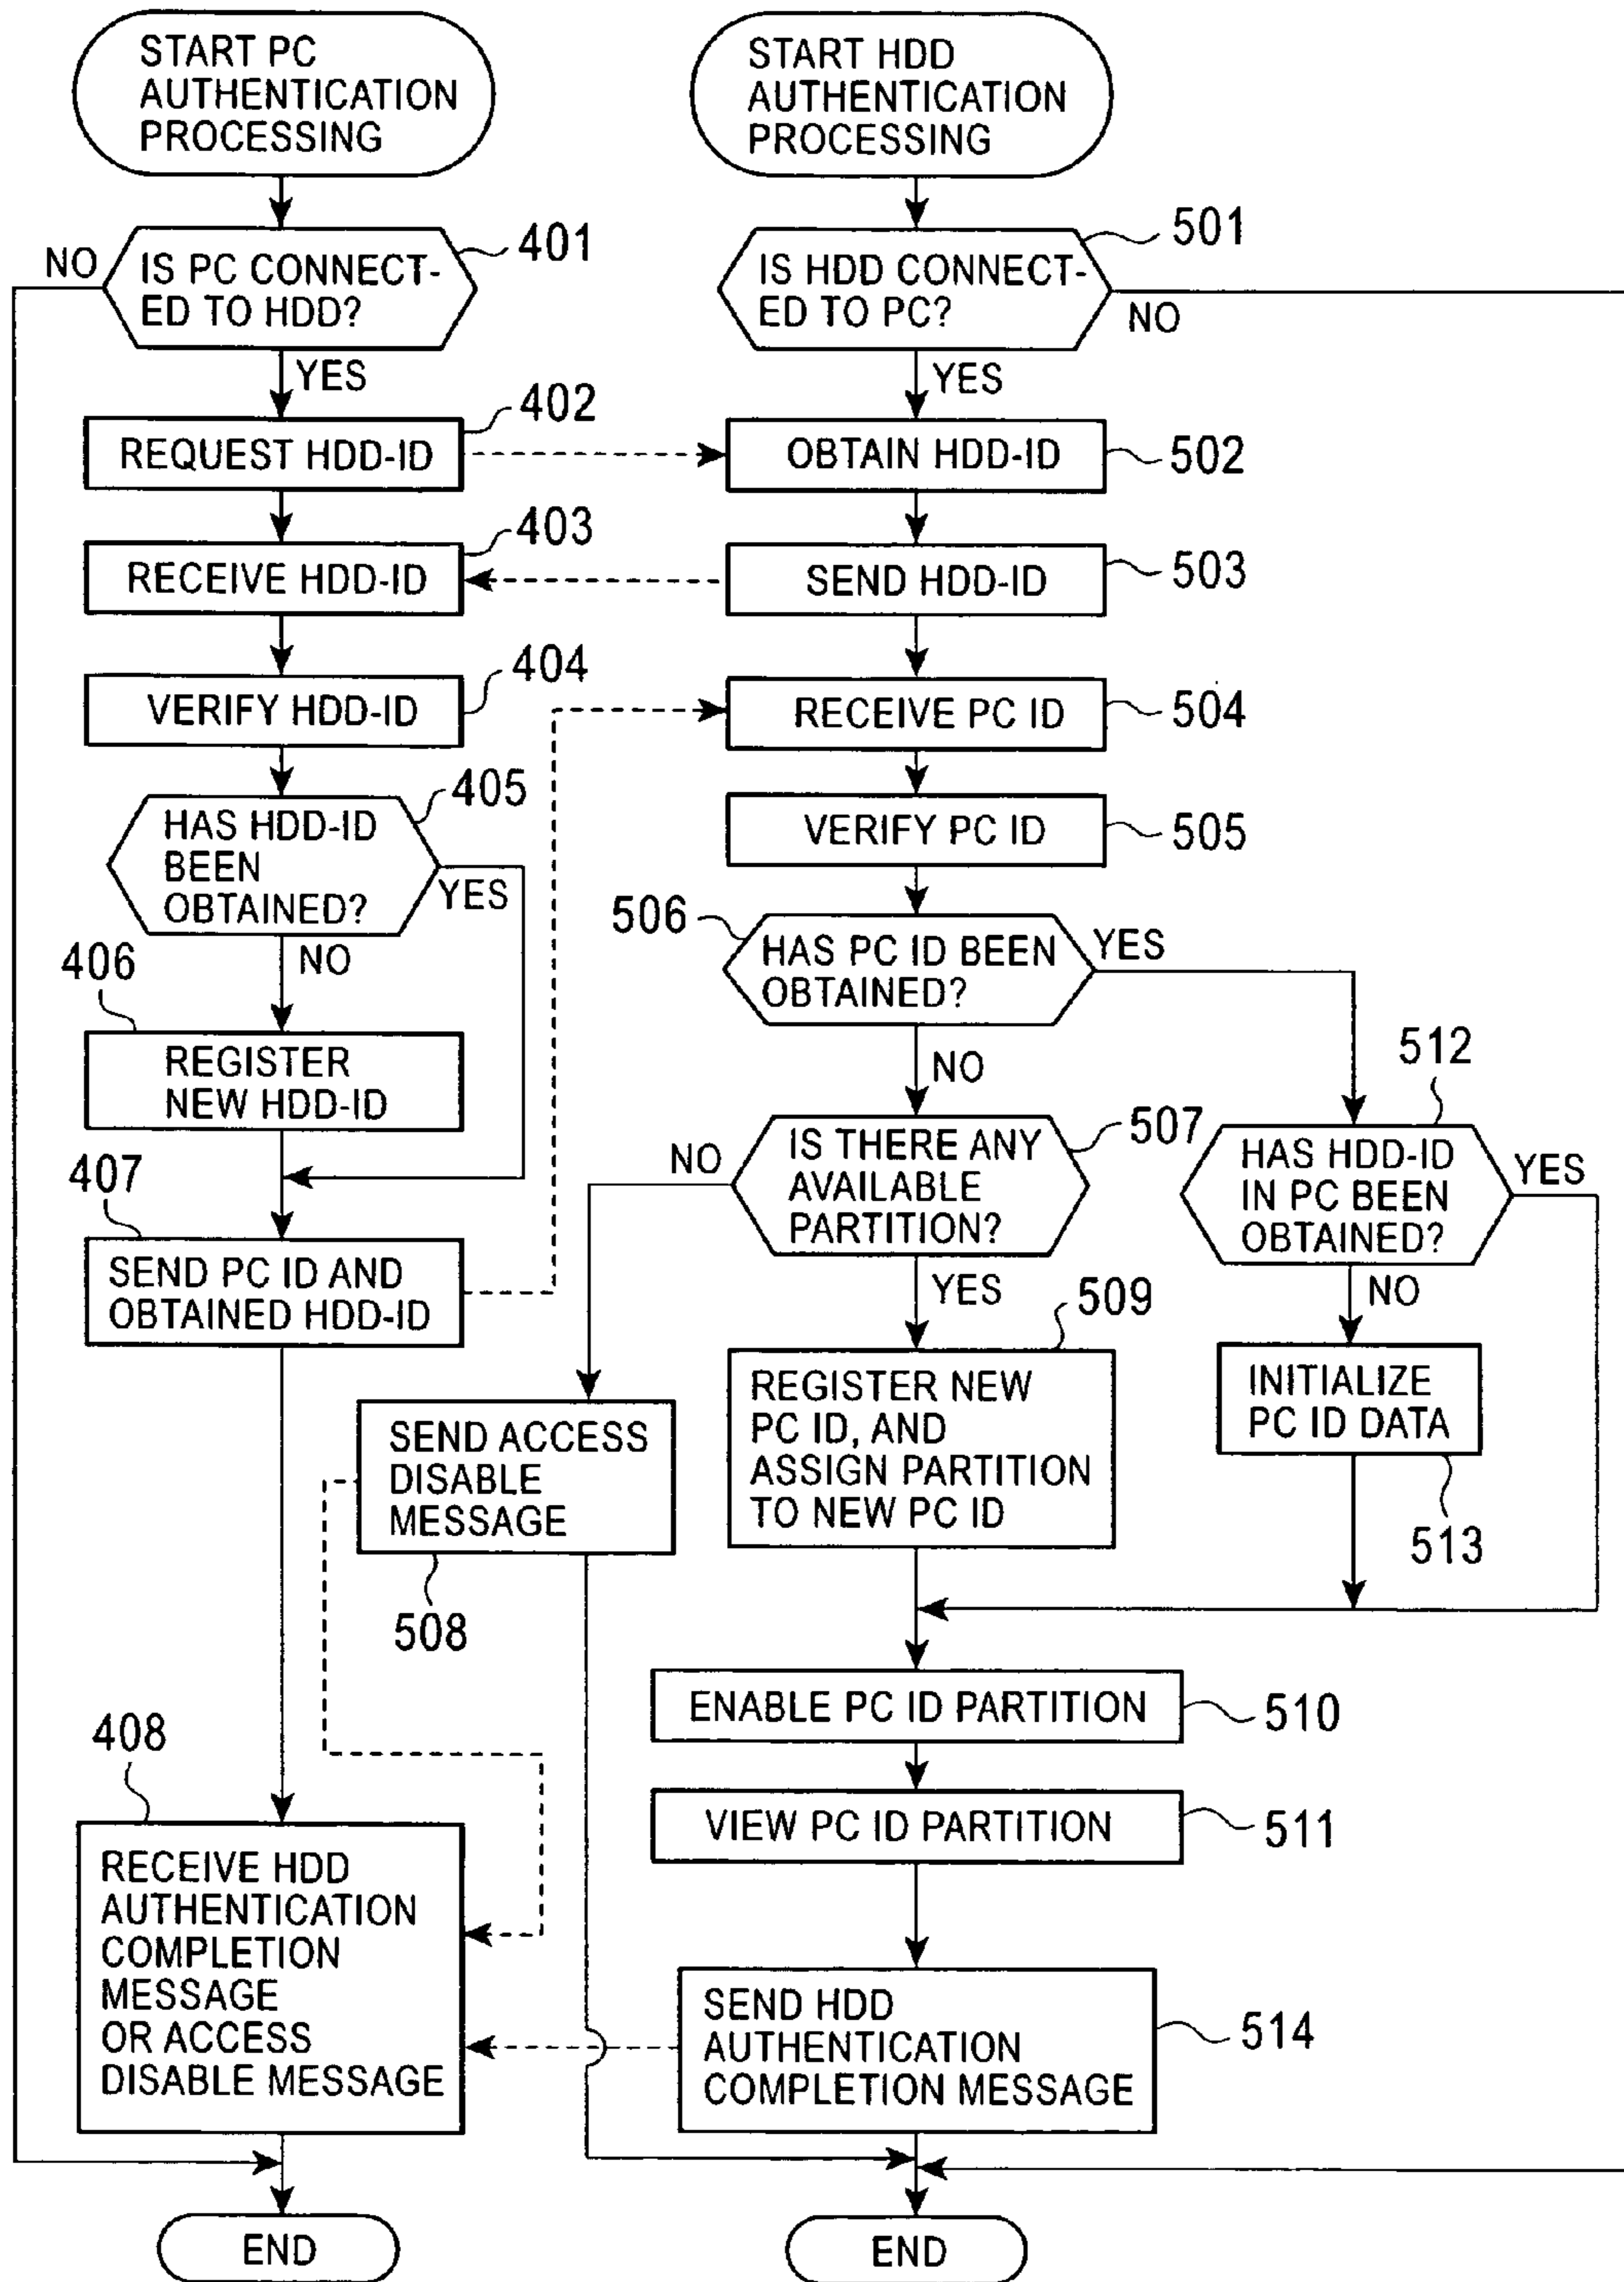 START PC
AUTHENTICATION
PROCESSING
START HDD
AUTHENTICATION
PROCESSING
NO
IS PC CONNECT-
ED TO HDD?
401
YES
IS HDD CONNECT-
ED TO PC?
501
NO
YES
REQUEST HDD-ID
402
OBTAIN HDD-ID
502
RECEIVE HDD-ID
403
SEND HDD-ID
503
VERIFY HDD-ID
404
RECEIVE PC ID
504
HAS HDD-ID
BEEN
OBTAINED?
405
YES
NO
VERIFY PC ID
505
506
HAS PC ID BEEN
OBTAINED?
YES
NO
406
REGISTER
NEW HDD-ID
407
SEND PC ID AND
OBTAINED HDD-ID
NO
IS THERE ANY
AVAILABLE
PARTITION?
507
YES
512
HAS HDD-ID
IN PC BEEN
OBTAINED?
YES
NO
SEND ACCESS
DISABLE
MESSAGE
508
509
REGISTER NEW
PC ID, AND
ASSIGN PARTITION
TO NEW PC ID
INITIALIZE
PC ID DATA
513
ENABLE PC ID PARTITION
510
VIEW PC ID PARTITION
511
408
RECEIVE HDD
AUTHENTICATION
COMPLETION
MESSAGE
OR ACCESS
DISABLE MESSAGE
SEND HDD
AUTHENTICATION
COMPLETION MESSAGE
514
END
END